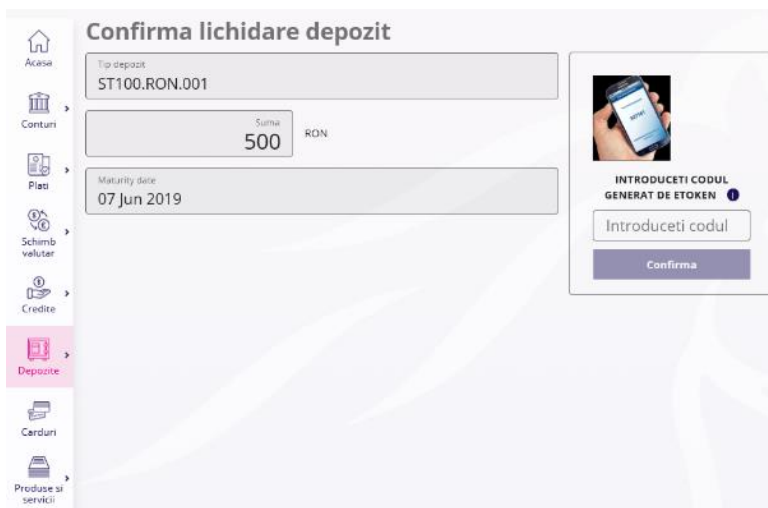 Confirma lichidare depozit
Acasa
Conturi
Plati
Schimb
valutar
Credite
Depozite
Carduri
Produse si
servicii
Tip depozit
ST100.RON.001
Suma
500
RON
Maturity date
07 Jun 2019
INTRODUCETI CODUL
GENERAT DE ETOKEN
Introduceti codul
Confirma